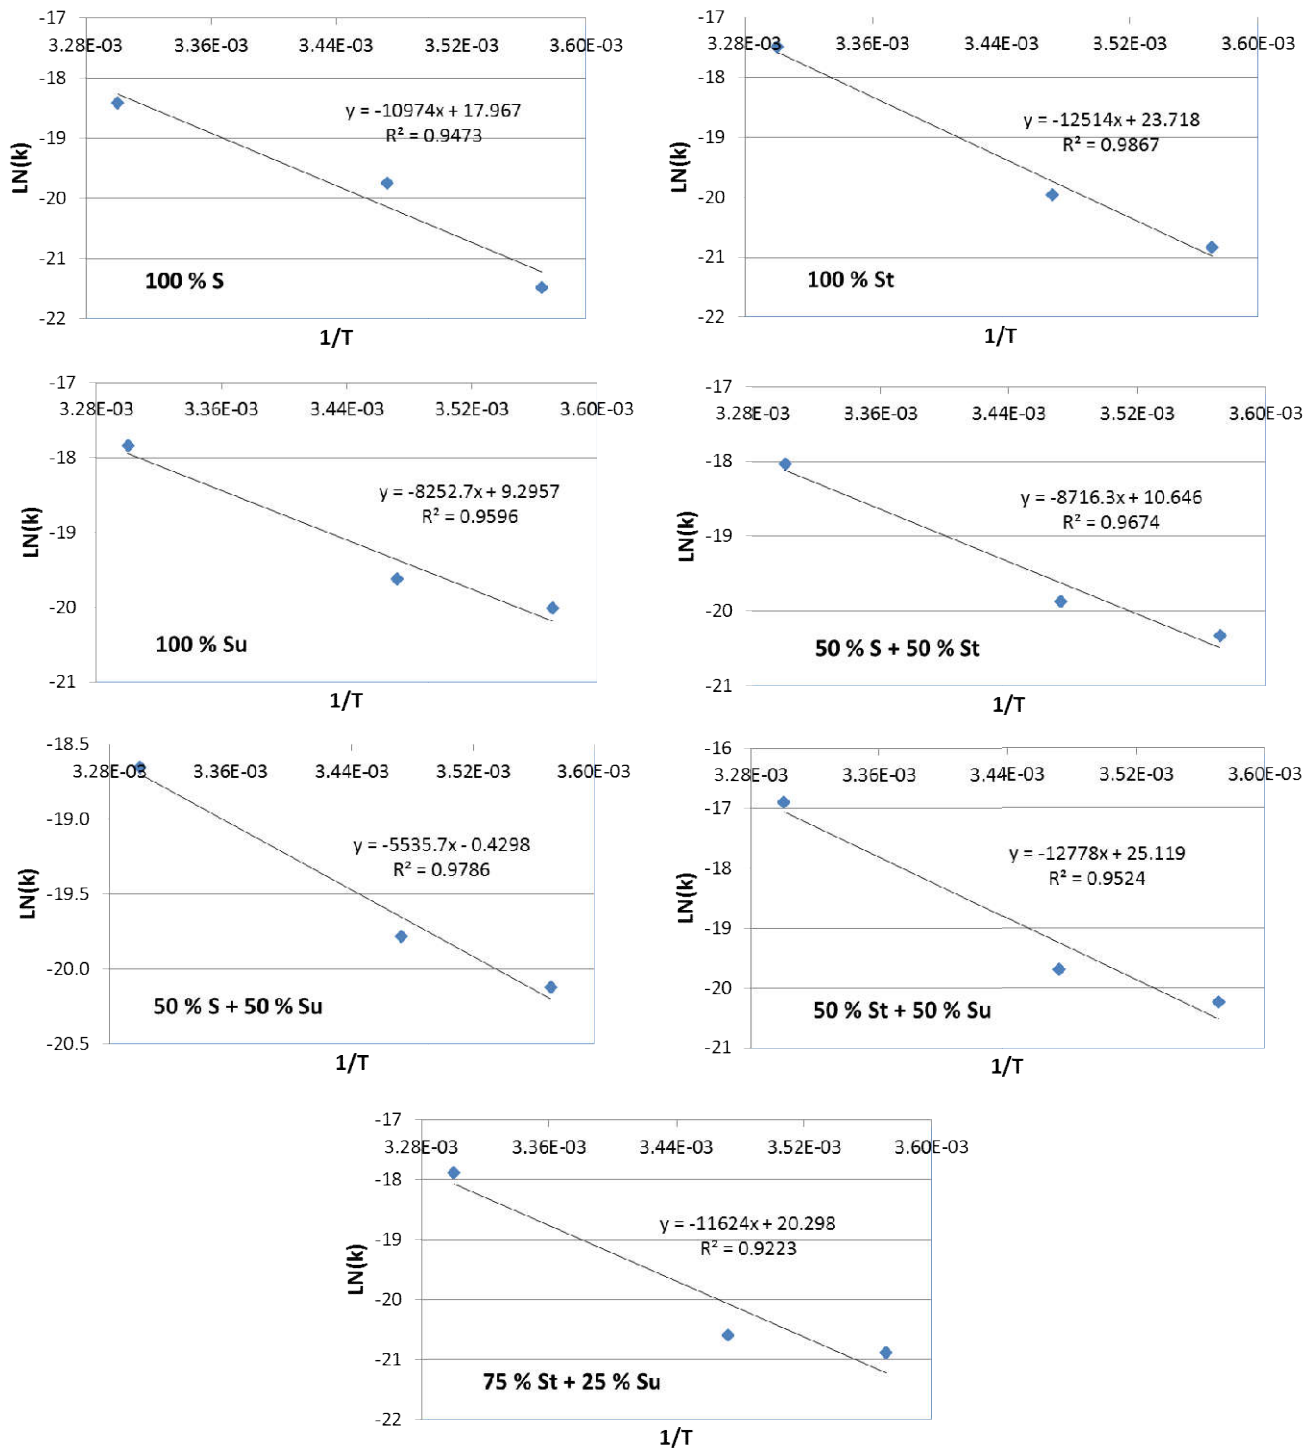 -17
3.28E-03 3.36E-03 3.44E-03 3.52E-03 3.60E-03
-18
y = -10974x + 17.967
R² = 0.9473
-19
LN(k)
-20
-21
100 % S
-22
1/T
-17
3.28E-03 3.36E-03 3.44E-03 3.52E-03 3.60E-03
-18
y = -12514x + 23.718
R² = 0.9867
-19
LN(k)
-20
-21
100 % St
-22
1/T
-17
3.28E-03 3.36E-03 3.44E-03 3.52E-03 3.60E-03
-18
y = -8252.7x + 9.2957
R² = 0.9596
-19
LN(k)
-20
100 % Su
-21
1/T
-17
3.28E-03 3.36E-03 3.44E-03 3.52E-03 3.60E-03
-18
y = -8716.3x + 10.646
R² = 0.9674
-19
LN(k)
-20
50 % S + 50 % St
-21
1/T
-18.5
3.28E-03 3.36E-03 3.44E-03 3.52E-03 3.60E-03
-19.0
y = -5535.7x - 0.4298
R² = 0.9786
-19.5
LN(k)
-20.0
50 % S + 50 % Su
-20.5
1/T
-16
3.28E-03 3.36E-03 3.44E-03 3.52E-03 3.60E-03
-17
-18
y = -12778x + 25.119
R² = 0.9524
LN(k)
-19
-20
50 % St + 50 % Su
-21
1/T
-17
3.28E-03 3.36E-03 3.44E-03 3.52E-03 3.60E-03
-18
y = -11624x + 20.298
R² = 0.9223
-19
LN(k)
-20
-21
75 % St + 25 % Su
-22
1/T